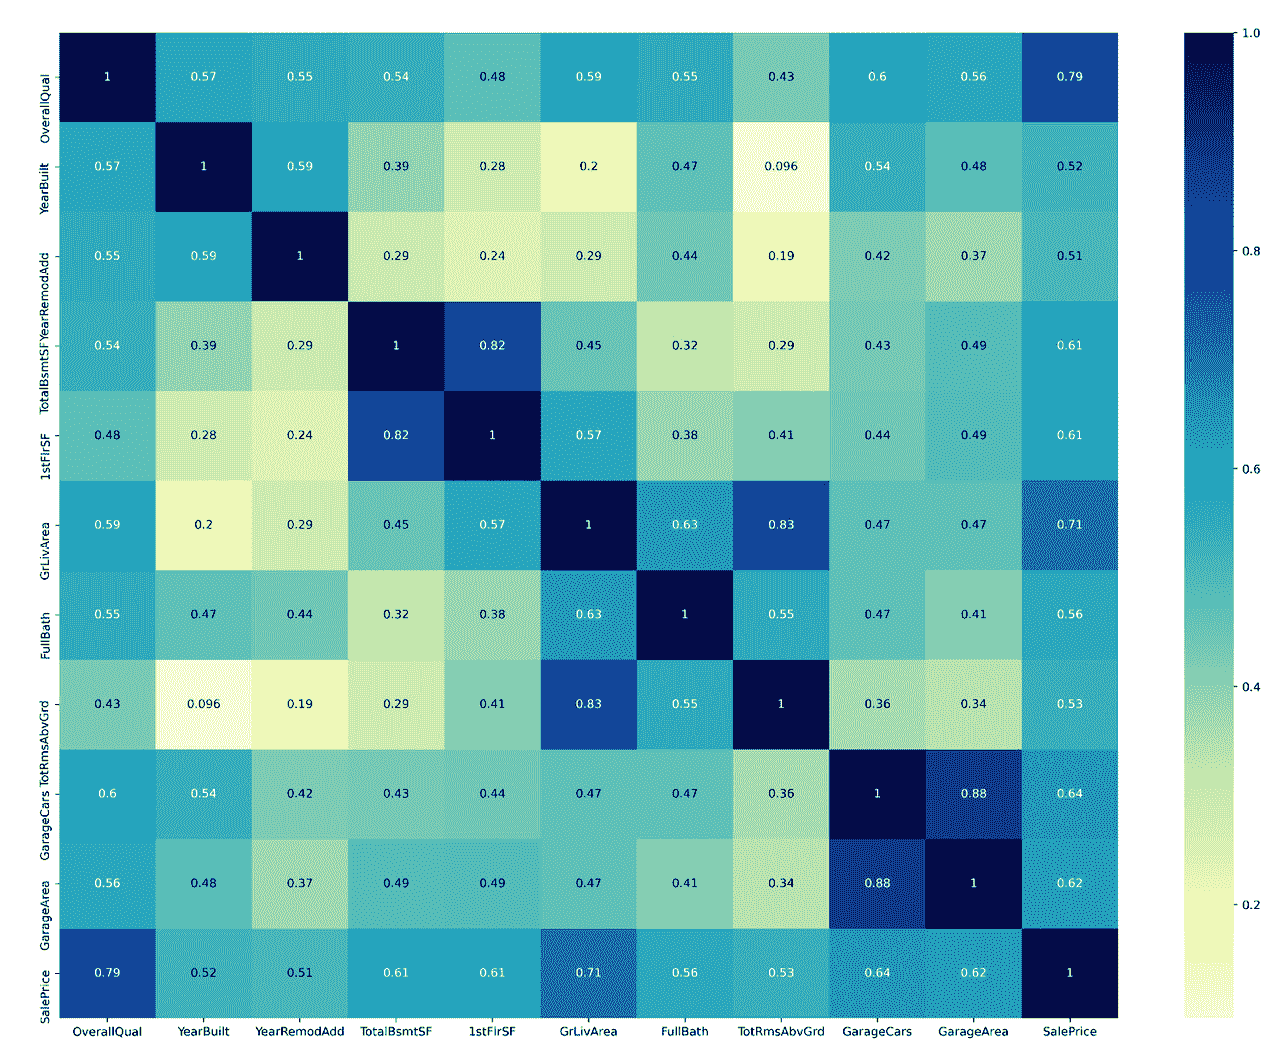 OverallQual 1 0.57 0.55 0.54 0.48 0.59 0.55 0.43 0.6 0.56 0.79
YearBuilt 0.57 1 0.59 0.39 0.28 0.2 0.47 0.096 0.54 0.48 0.52
YearRemodAdd 0.55 0.59 1 0.29 0.24 0.29 0.44 0.19 0.42 0.37 0.51
TotalBsmtSF 0.54 0.39 0.29 1 0.82 0.45 0.32 0.29 0.43 0.49 0.61
1stFlrSF 0.48 0.28 0.24 0.82 1 0.57 0.38 0.41 0.44 0.49 0.61
GrLivArea 0.59 0.2 0.29 0.45 0.57 1 0.63 0.83 0.47 0.47 0.71
FullBath 0.55 0.47 0.44 0.32 0.38 0.63 1 0.55 0.47 0.41 0.56
TotRmsAbvGrd 0.43 0.096 0.19 0.29 0.41 0.83 0.55 1 0.36 0.34 0.53
GarageCars 0.6 0.54 0.42 0.43 0.44 0.47 0.47 0.36 1 0.88 0.64
GarageArea 0.56 0.48 0.37 0.49 0.49 0.47 0.41 0.34 0.88 1 0.62
SalePrice 0.79 0.52 0.51 0.61 0.61 0.71 0.56 0.53 0.64 0.62 1
OverallQual YearBuilt YearRemodAdd TotalBsmtSF 1stFlrSF GrLivArea FullBath TotRmsAbvGrd GarageCars GarageArea SalePrice
1.0
0.8
0.6
0.4
0.2